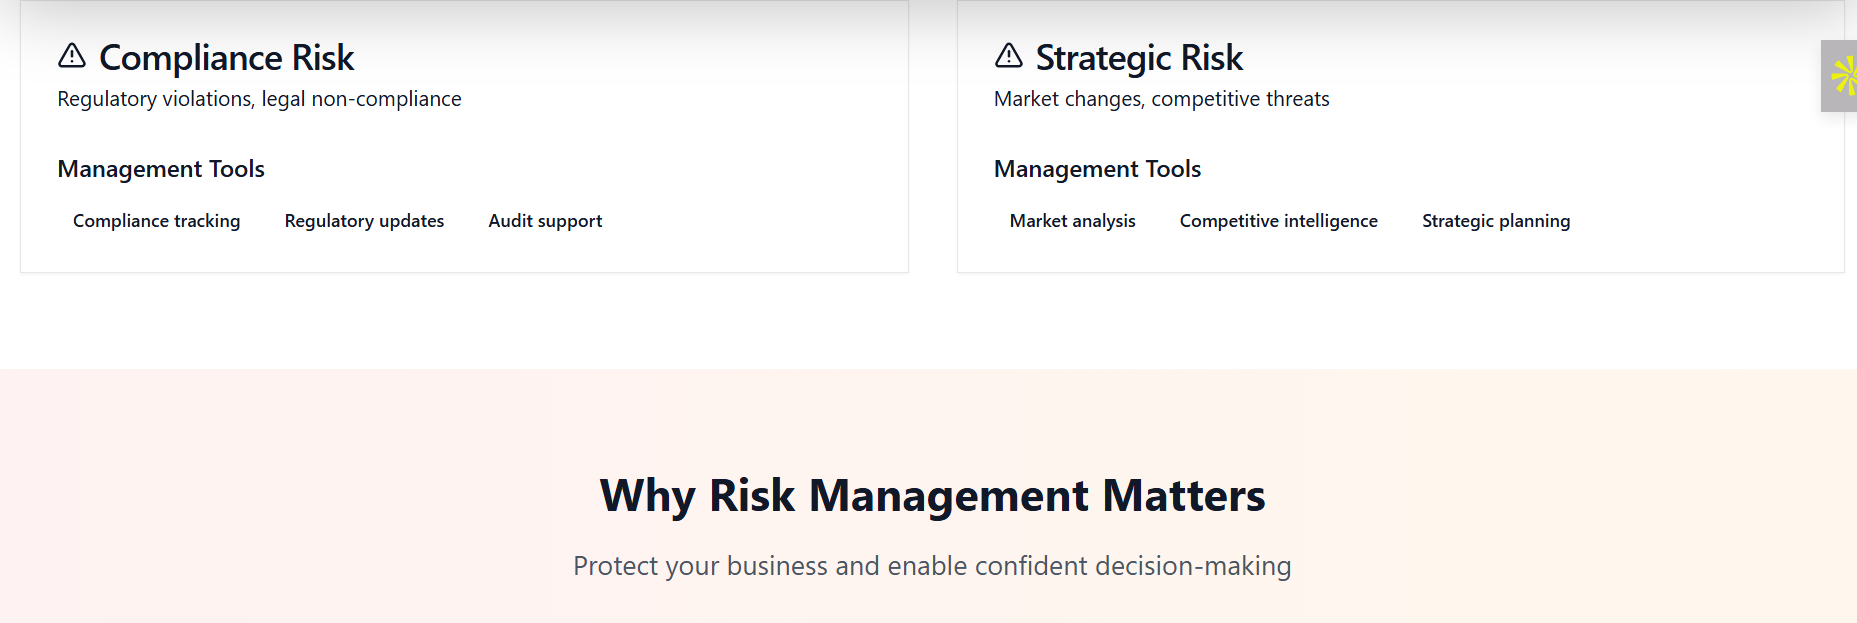 Compliance Risk
Regulatory violations, legal non-compliance
Management Tools
Compliance tracking Regulatory updates Audit support
Strategic Risk
Market changes, competitive threats
Management Tools
Market analysis Competitive intelligence Strategic planning
Why Risk Management Matters
Protect your business and enable confident decision-making